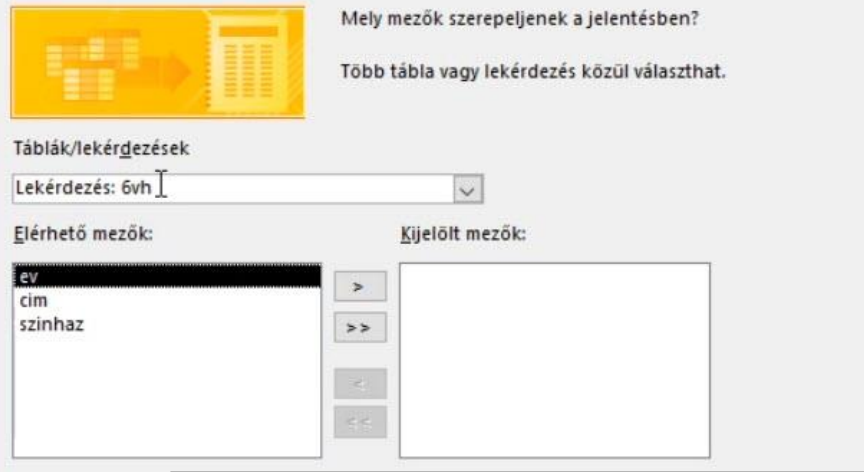 Mely mezők szerepeljenek a jelentésben?
Több tábla vagy lekérdezés közül választhat.
Táblák/lekérdezések
Lekérdezés: 6vh
Elérhető mezők:
Kijelölt mezők:
ev
cim
szinhaz
>
>>
<
<<